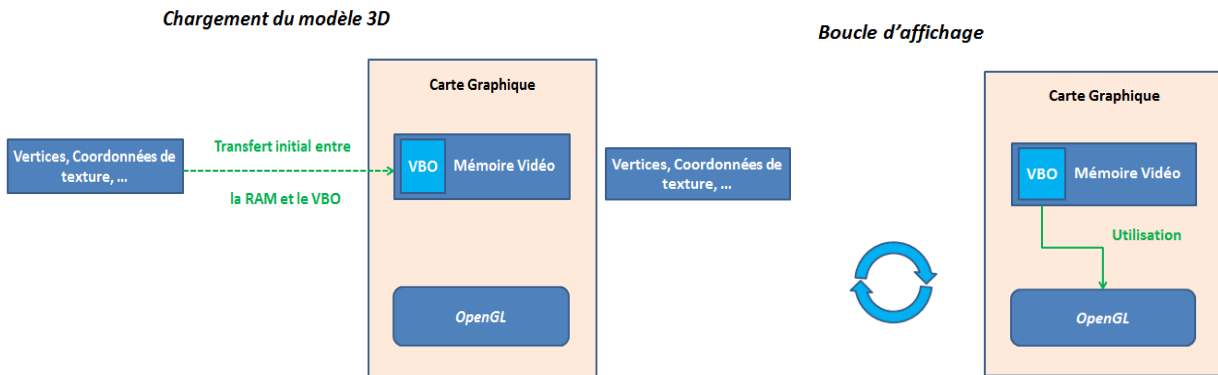 Chargement du modèle 3D
Boucle d'affichage
Carte Graphique
Vertices, Coordonnées de
texture, ...
Transfert initial entre
la RAM et le VBO
VBO
Mémoire Vidéo
OpenGL
Vertices, Coordonnées de
texture, ...
Carte Graphique
VBO
Mémoire Vidéo
Utilisation
OpenGL